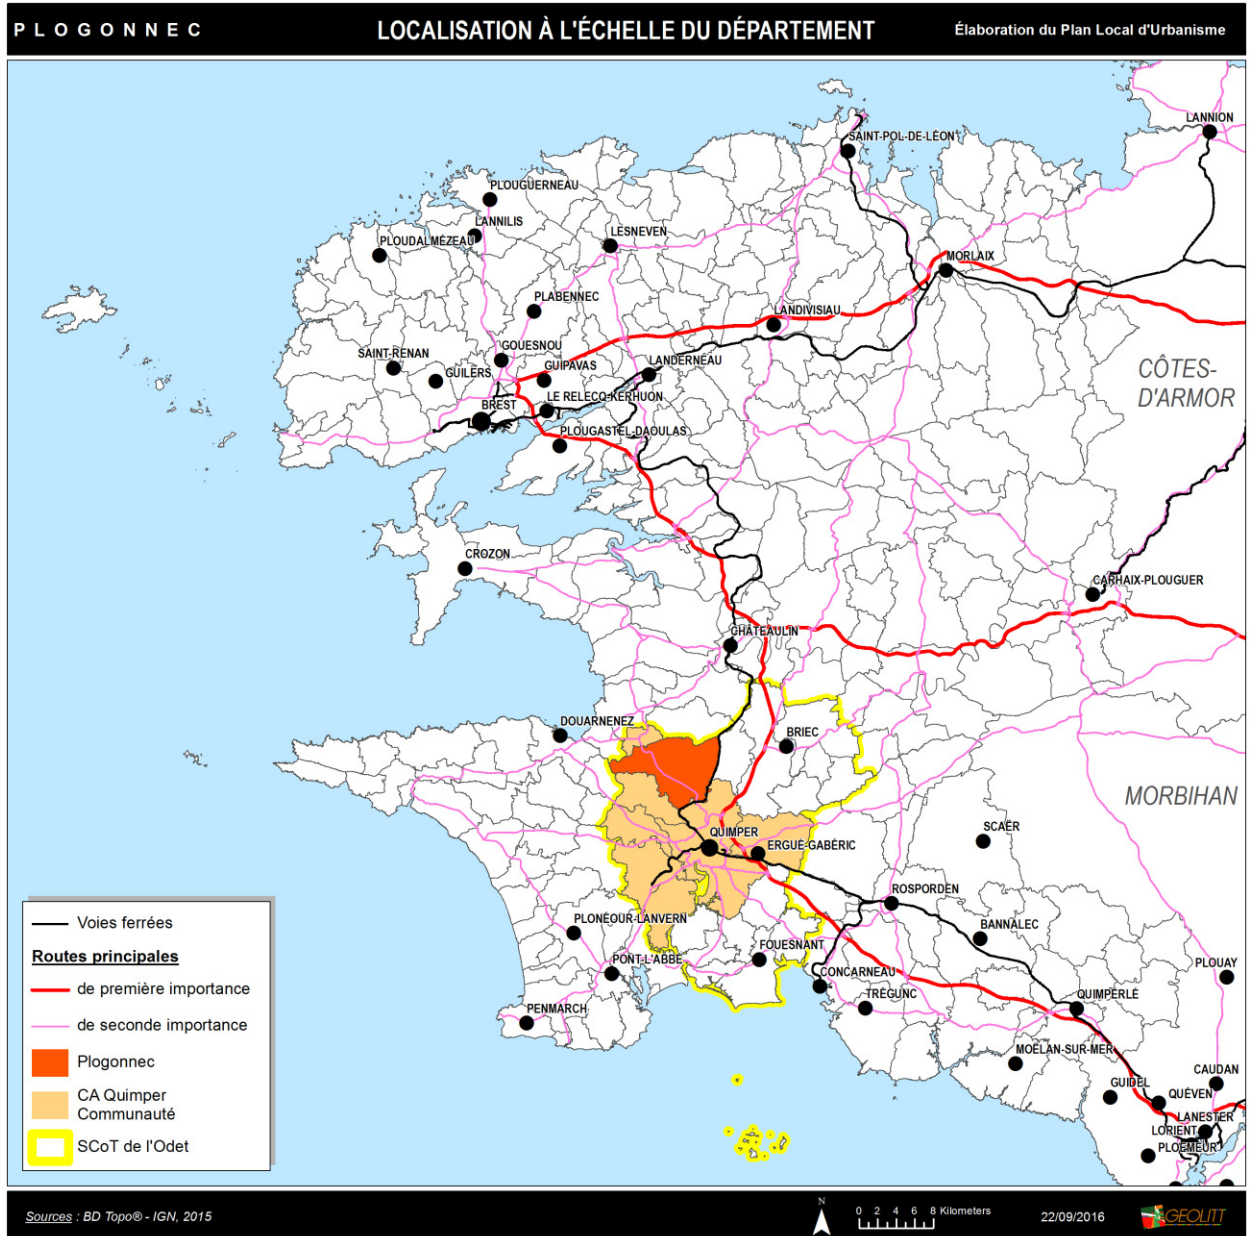 PLOGONNEC
LOCALISATION À L'ÉCHELLE DU DÉPARTEMENT
Élaboration du Plan Local d'Urbanisme
LANNION
SAINT-POL-DE-LÉON
PLOUGUERNEAU
LANNILIS
PLOUDALMÉZEAU
LESNEVEN
MORLAIX
PLABENNEC
LANDIVISIAU
SAINT-RENAN
GOUESNOU
GUILERS
GUIPAVAS
LANDERNEAU
CÔTES-
D'ARMOR
BREST
LE RELECQ-KERHUON
PLOUGASTEL-DAOULAS
CROZON
CARHAIX-PLOUGUER
CHÂTEAULIN
DOUARNENEZ
BRIEC
MORBIHAN
QUIMPER
ERGUÉ-GABÉRIC
SCAËR
ROSPORDEN
PLONÉOUR-LANVERN
BANNALEC
FOUESNANT
PONT-L'ABBÉ
CONCARNEAU
PLOUAY
TRÉGUNC
QUIMPERLÉ
PENMARCH
MOËLAN-SUR-MER
CAUDAN
GUIDEL
QUÉVEN
LANESTER
LORIENT
PLOEMEUR
Voies ferrées
Routes principales
de première importance
de seconde importance
Plogonnec
CA Quimper
Communauté
SCoT de l'Odet
Sources : BD Topo® - IGN, 2015
N
0 2 4 6 8 Kilometers
22/09/2016
GEOLITT